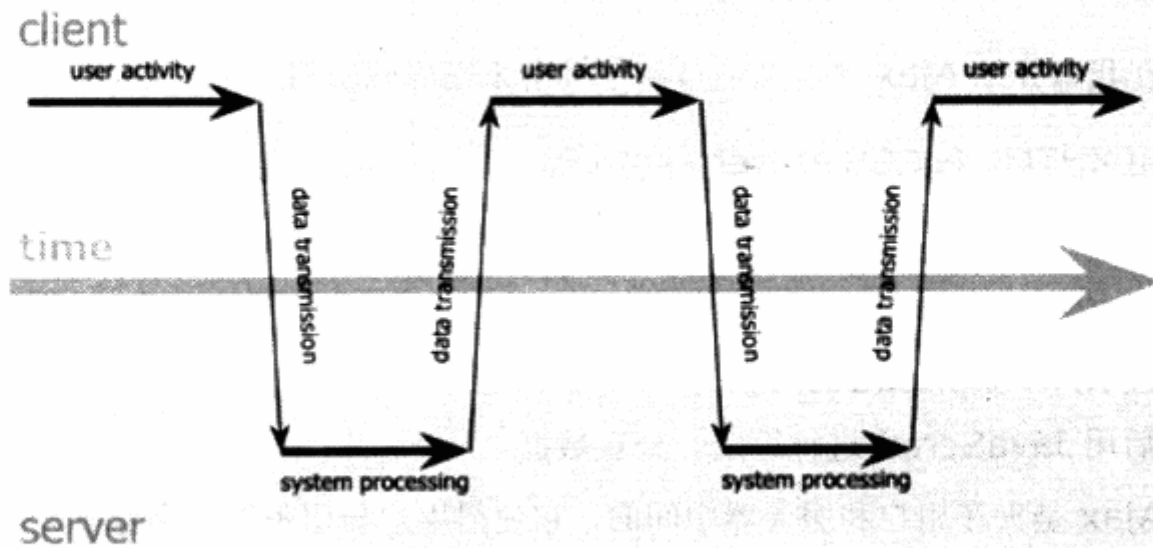 client
user activity
user activity
user activity
data transmission
data transmission
data transmission
data transmission
time
system processing
system processing
server